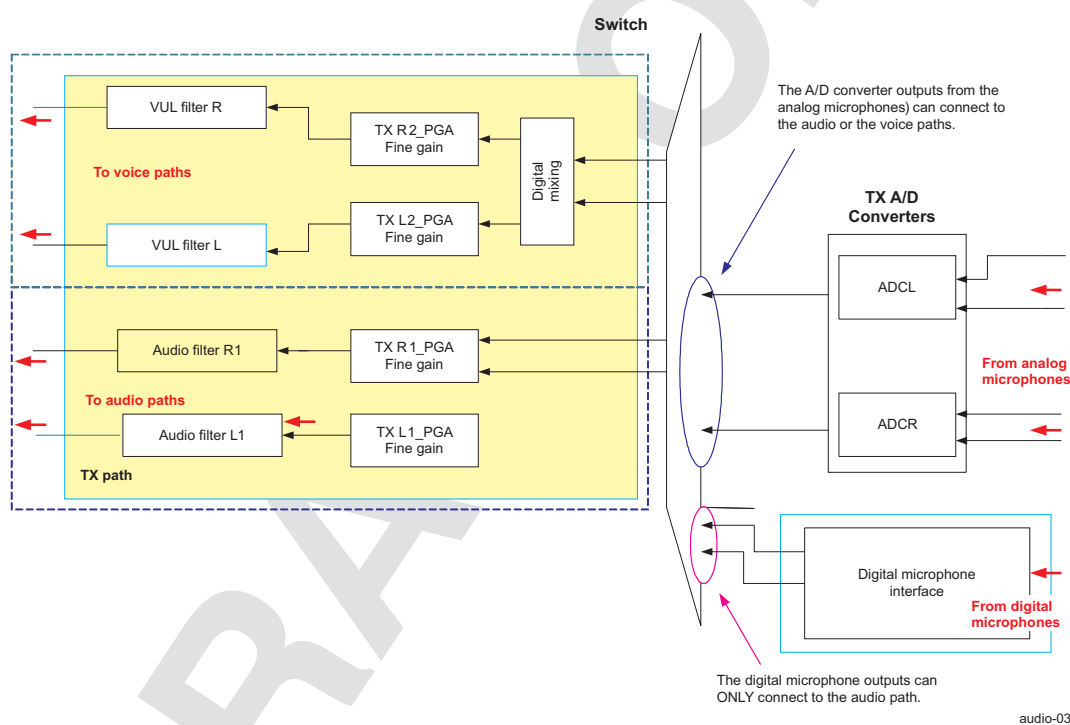 Switch
The A/D converter outputs from the
analog microphones) can connect to
the audio or the voice paths.
VUL filter R
TX R2_PGA
Fine gain
To voice paths
Digital
mixing
TX A/D
Converters
TX L2_PGA
Fine gain
VUL filter L
ADCL
Audio filter R1
TX R1_PGA
Fine gain
From analog
microphones
To audio paths
ADCR
Audio filter L1
TX L1_PGA
Fine gain
TX path
Digital microphone
interface
From digital
microphones
The digital microphone outputs can
ONLY connect to the audio path.
audio-03